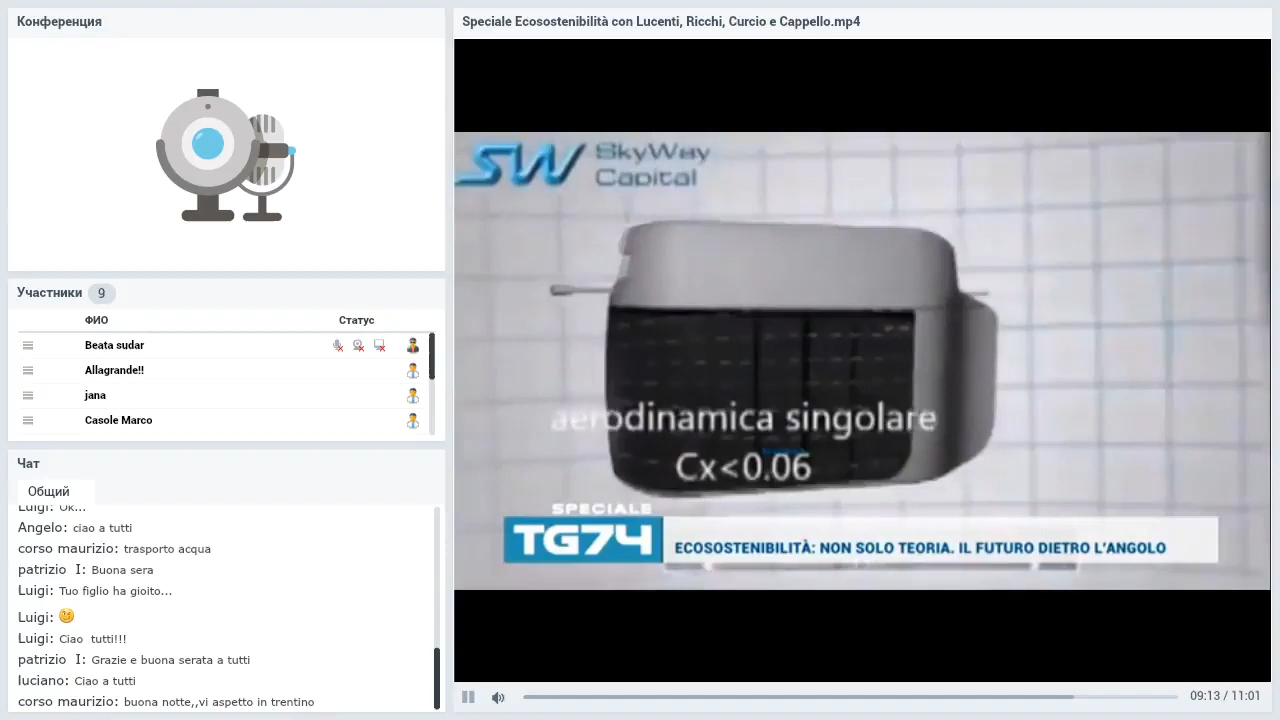 Конференция
Участники 9
ФИО Статус
Beata sudar
Allagrande!!
jana
Casole Marco
Чат
Общий
Luigi: Ok...
Angelo: ciao a tutti
corso maurizio: trasporto acqua
patrizio I: Buona sera
Luigi: Tuo figlio ha gioito...
Luigi:
Luigi: Ciao tutti!!!
patrizio I: Grazie e buona serata a tutti
luciano: Ciao a tutti
corso maurizio: buona notte,,vi aspetto in trentino
Speciale Ecosostenibilità con Lucenti, Ricchi, Curcio e Cappello.mp4
SW SkyWay
Capital
aerodinamica singolare
Cx<0.06
SPECIALE
TG74
ECOSOSTENIBILITÀ: NON SOLO TEORIA. IL FUTURO DIETRO L'ANGOLO
09:13 / 11:01